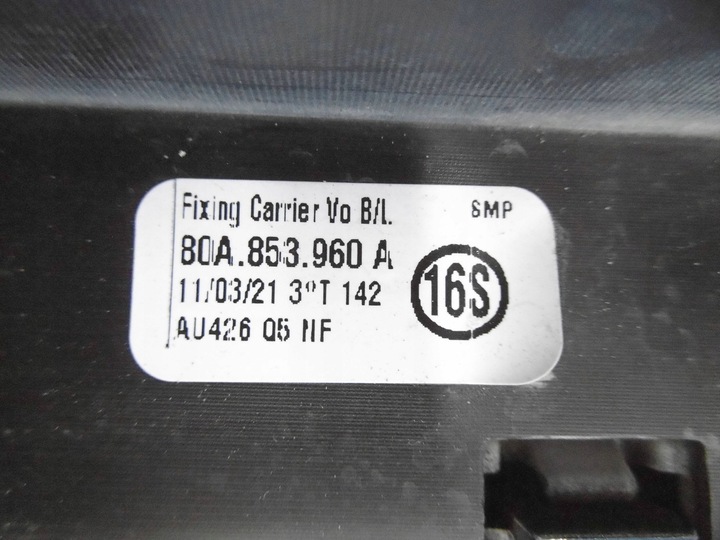 Fixing Carrier Vo B/L
SMP
80A.853.960 A
11/03/21 3°T 142
16S
AU426 Q5 NF